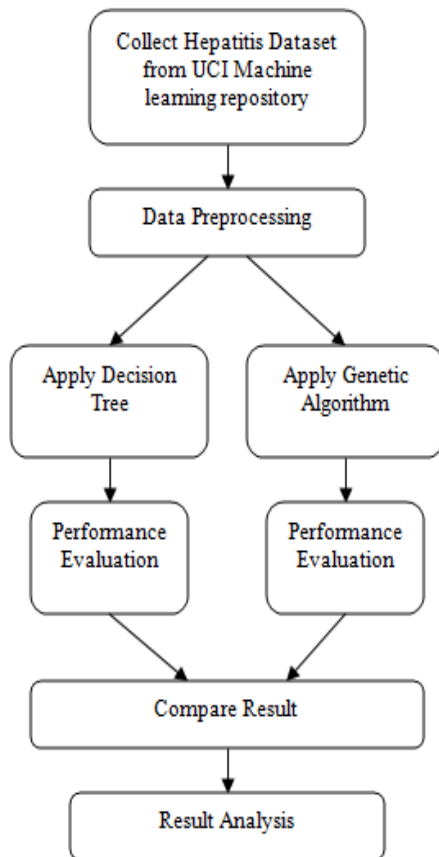 Collect Hepatitis Dataset
from UCI Machine
learning repository
Data Preprocessing
Apply Decision
Tree
Apply Genetic
Algorithm
Performance
Evaluation
Performance
Evaluation
Compare Result
Result Analysis